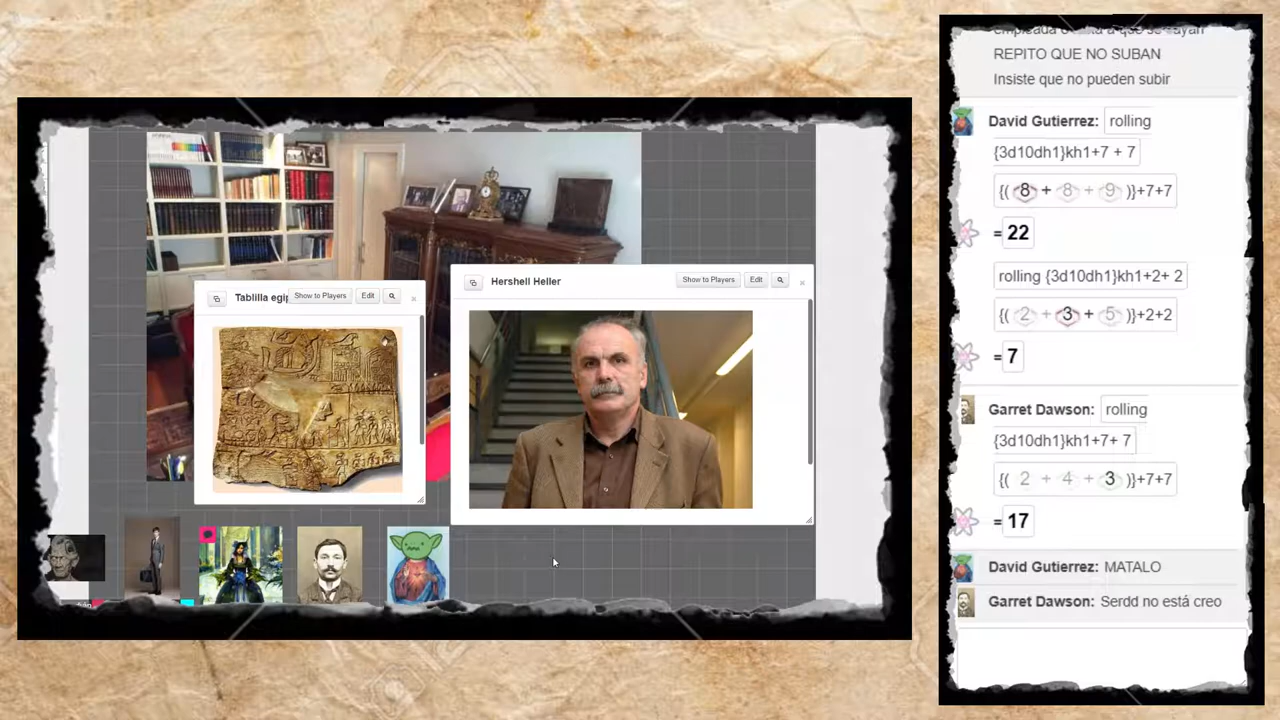 Tablilla
Show to Players
Edit
Hershell Heller
Show to Players
Edit
REPITO QUE NO SUBAN
Insiste que no pueden subir
David Gutierrez: rolling
{3d10dh1}kh1+7 + 7
{( 8 + 8 + 9 )}+7+7
= 22
rolling {3d10dh1}kh1+2+ 2
{( 2 + 3 + 5 )}+2+2
= 7
Garret Dawson: rolling
{3d10dh1}kh1+7+ 7
{( 2 + 4 + 3 )}+7+7
= 17
David Gutierrez: MATALO
Garret Dawson: Serdd no está creo